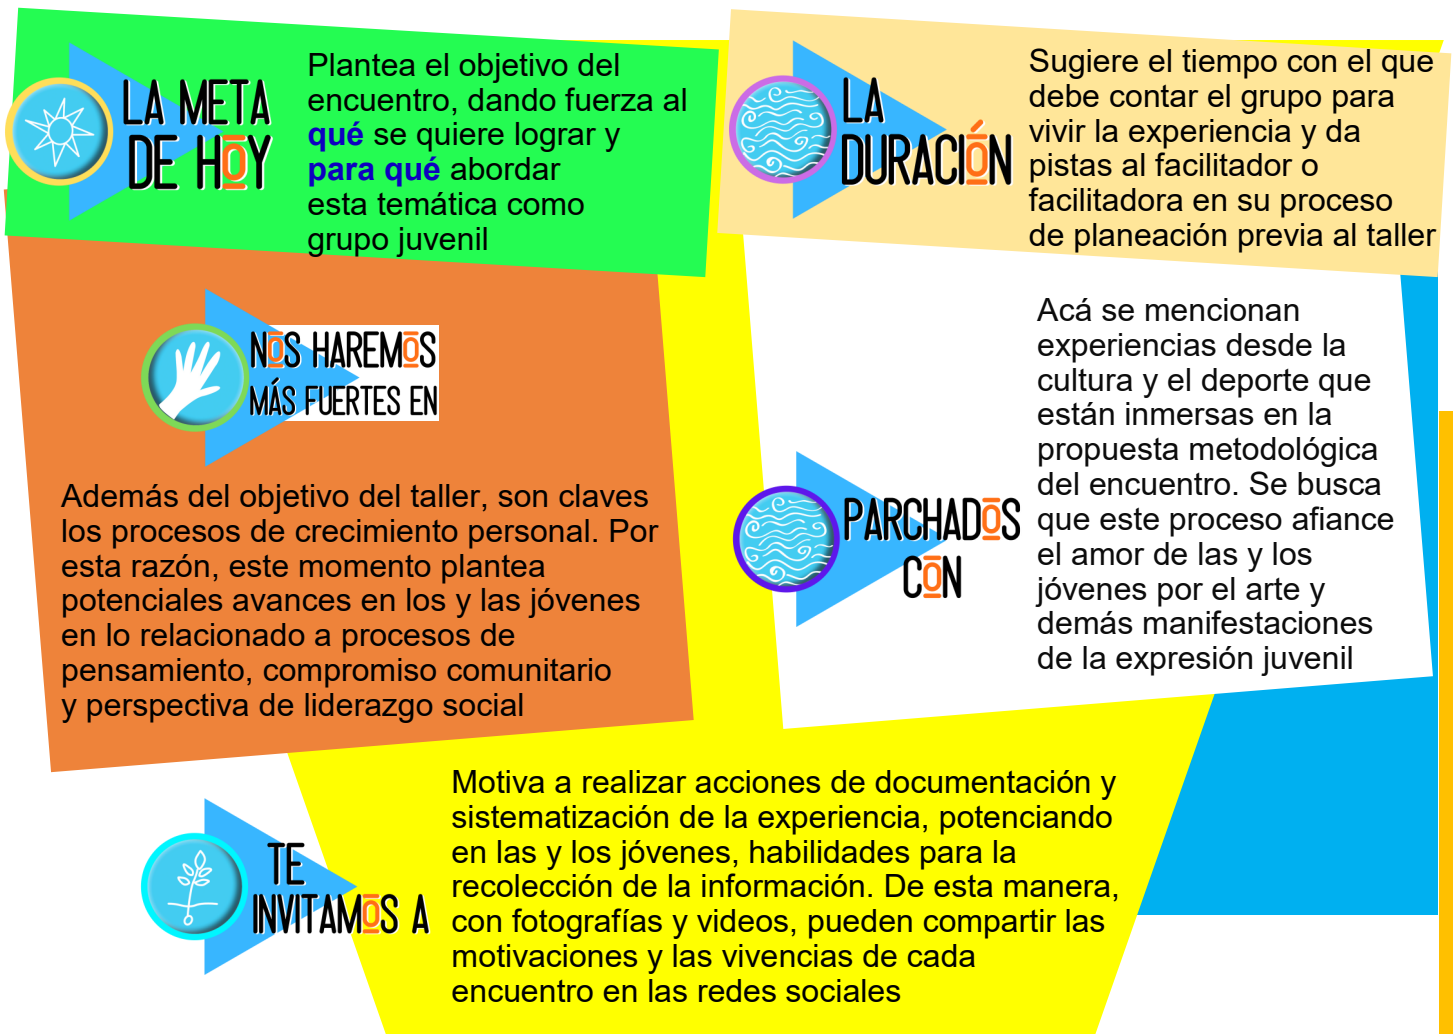 LA META
DE HOY
Plantea el objetivo del
encuentro, dando fuerza al
qué se quiere lograr y
para qué abordar
esta temática como
grupo juvenil
LA
DURACIÓN
Sugiere el tiempo con el que
debe contar el grupo para
vivir la experiencia y da
pistas al facilitador o
facilitadora en su proceso
de planeación previa al taller
NOS HAREMOS
MÁS FUERTES EN
Además del objetivo del taller, son claves
los procesos de crecimiento personal. Por
esta razón, este momento plantea
potenciales avances en los y las jóvenes
en lo relacionado a procesos de
pensamiento, compromiso comunitario
y perspectiva de liderazgo social
PARCHADOS
CON
Acá se mencionan
experiencias desde la
cultura y el deporte que
están inmersas en la
propuesta metodológica
del encuentro. Se busca
que este proceso afiance
el amor de las y los
jóvenes por el arte y
demás manifestaciones
de la expresión juvenil
TE
INVITAMOS A
Motiva a realizar acciones de documentación y
sistematización de la experiencia, potenciando
en las y los jóvenes, habilidades para la
recolección de la información. De esta manera,
con fotografías y videos, pueden compartir las
motivaciones y las vivencias de cada
encuentro en las redes sociales